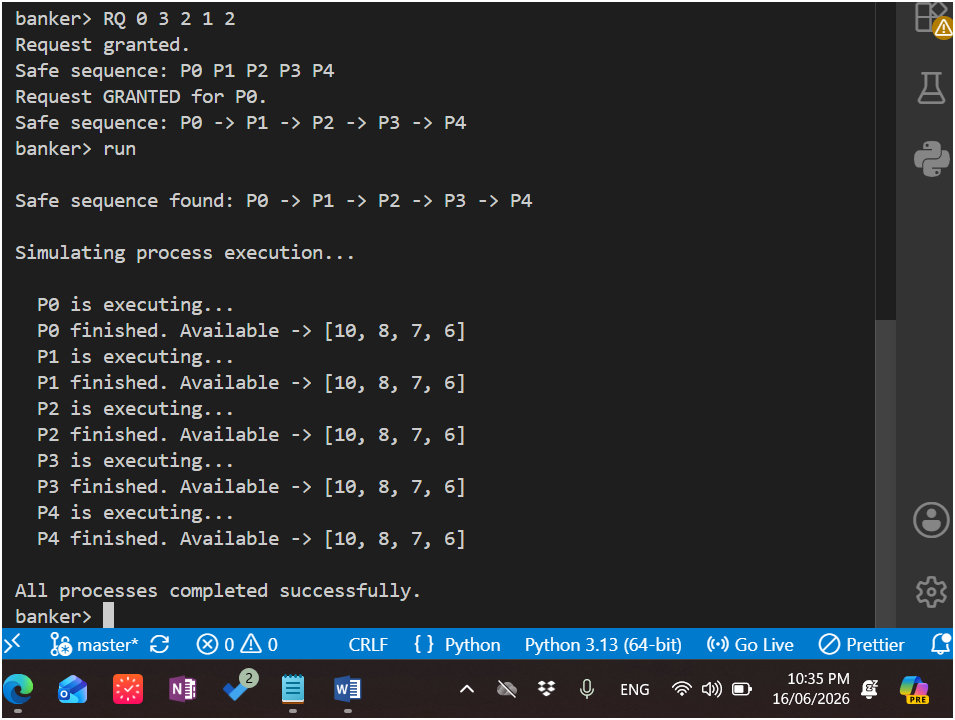 banker> RQ 0 3 2 1 2
Request granted.
Safe sequence: P0 P1 P2 P3 P4
Request GRANTED for P0.
Safe sequence: P0 -> P1 -> P2 -> P3 -> P4
banker> run
Safe sequence found: P0 -> P1 -> P2 -> P3 -> P4
Simulating process execution...
P0 is executing...
P0 finished. Available -> [10, 8, 7, 6]
P1 is executing...
P1 finished. Available -> [10, 8, 7, 6]
P2 is executing...
P2 finished. Available -> [10, 8, 7, 6]
P3 is executing...
P3 finished. Available -> [10, 8, 7, 6]
P4 is executing...
P4 finished. Available -> [10, 8, 7, 6]
All processes completed successfully.
banker>
master* 0 0 CRLF { } Python Python 3.13 (64-bit) Go Live Prettier
N 2 W ENG 10:35 PM PRE
16/06/2026